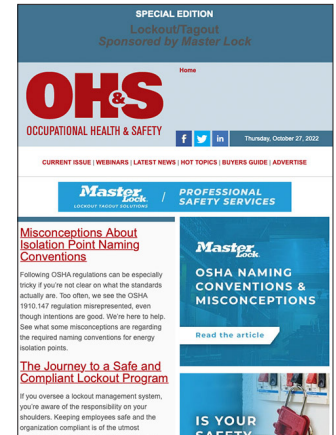 SPECIAL EDITION
Lockout/Tagout
Sponsored by Master Lock
Home
OH&S
OCCUPATIONAL HEALTH & SAFETY
f in Thursday, October 27, 2022
CURRENT ISSUE | WEBINARS | LATEST NEWS | HOT TOPICS | BUYERS GUIDE | ADVERTISE
Master Lock
LOCKOUT TAGOUT SOLUTIONS
/ PROFESSIONAL
SAFETY SERVICES
Misconceptions About
Isolation Point Naming
Conventions
Following OSHA regulations can be especially
tricky if you're not clear on what the standards
actually are. Too often, we see the OSHA
1910.147 regulation misrepresented, even
though intentions are good. We're here to help.
See what some misconceptions are regarding
the required naming conventions for energy
isolation points.
Master Lock
OSHA NAMING
CONVENTIONS &
MISCONCEPTIONS
Read the article
The Journey to a Safe and
Compliant Lockout Program
If you oversee a lockout management system,
you're aware of the responsibility on your
shoulders. Keeping employees safe and the
organization compliant is of the utmost
IS YOUR
SAFETY